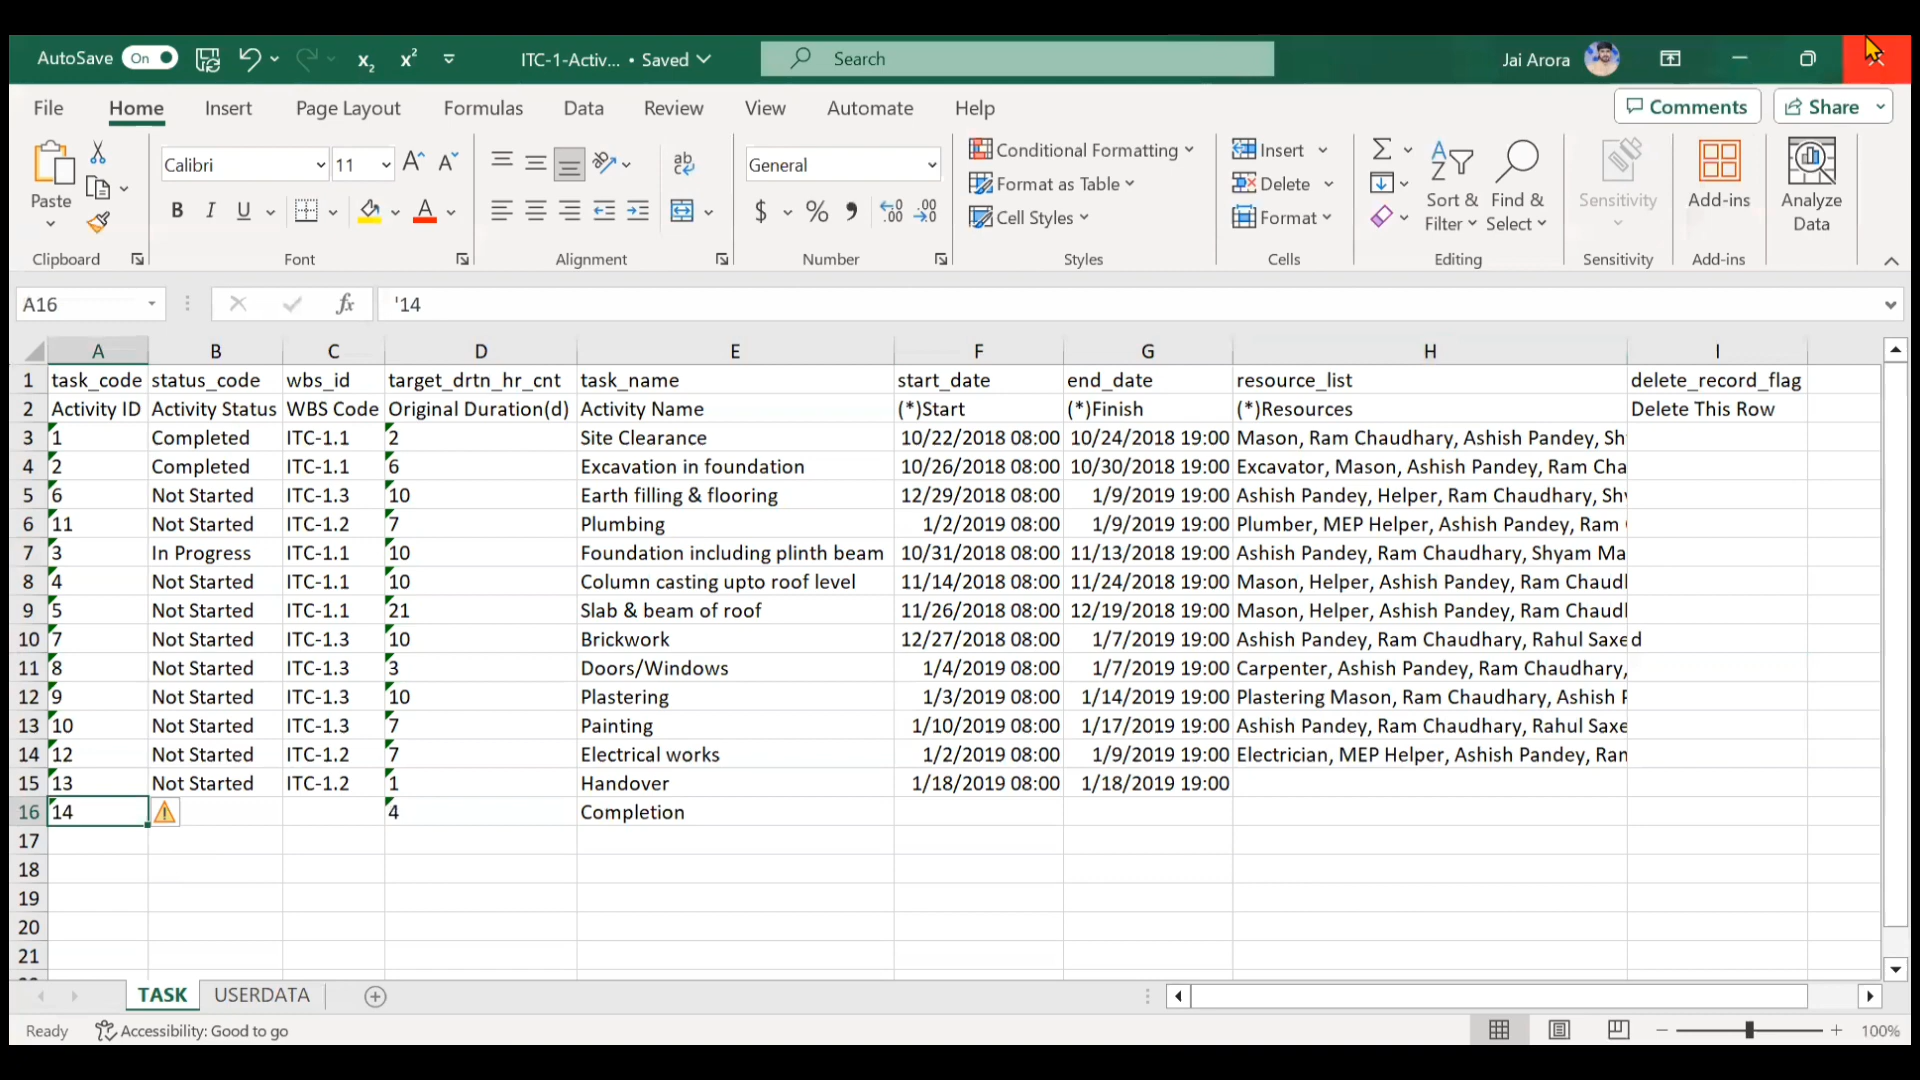 AutoSave On x₂ x² ITC-1-Activ... • Saved Search Jai Arora
File Home Insert Page Layout Formulas Data Review View Automate Help Comments Share
Paste Calibri 11 A A ab General Conditional Formatting Insert Σ
B I U A $ % Format as Table Delete Sort & Filter Find & Select Sensitivity Add-ins Analyze Data
Cell Styles Format
Clipboard Font Alignment Number Styles Cells Editing Sensitivity Add-ins
A16 fx '14
A B C D E F G H I
1 task_code status_code wbs_id target_drtn_hr_cnt task_name start_date end_date resource_list delete_record_flag
2 Activity ID Activity Status WBS Code Original Duration(d) Activity Name (*)Start (*)Finish (*)Resources Delete This Row
3 1 Completed ITC-1.1 2 Site Clearance 10/22/2018 08:00 10/24/2018 19:00 Mason, Ram Chaudhary, Ashish Pandey, Sh
4 2 Completed ITC-1.1 6 Excavation in foundation 10/26/2018 08:00 10/30/2018 19:00 Excavator, Mason, Ashish Pandey, Ram Cha
5 6 Not Started ITC-1.3 10 Earth filling & flooring 12/29/2018 08:00 1/9/2019 19:00 Ashish Pandey, Helper, Ram Chaudhary, Sh
6 11 Not Started ITC-1.2 7 Plumbing 1/2/2019 08:00 1/9/2019 19:00 Plumber, MEP Helper, Ashish Pandey, Ram
7 3 In Progress ITC-1.1 10 Foundation including plinth beam 10/31/2018 08:00 11/13/2018 19:00 Ashish Pandey, Ram Chaudhary, Shyam Ma
8 4 Not Started ITC-1.1 10 Column casting upto roof level 11/14/2018 08:00 11/24/2018 19:00 Mason, Helper, Ashish Pandey, Ram Chaud
9 5 Not Started ITC-1.1 21 Slab & beam of roof 11/26/2018 08:00 12/19/2018 19:00 Mason, Helper, Ashish Pandey, Ram Chaud
10 7 Not Started ITC-1.3 10 Brickwork 12/27/2018 08:00 1/7/2019 19:00 Ashish Pandey, Ram Chaudhary, Rahul Saxe d
11 8 Not Started ITC-1.3 3 Doors/Windows 1/4/2019 08:00 1/7/2019 19:00 Carpenter, Ashish Pandey, Ram Chaudhary,
12 9 Not Started ITC-1.3 10 Plastering 1/3/2019 08:00 1/14/2019 19:00 Plastering Mason, Ram Chaudhary, Ashish
13 10 Not Started ITC-1.3 7 Painting 1/10/2019 08:00 1/17/2019 19:00 Ashish Pandey, Ram Chaudhary, Rahul Saxe
14 12 Not Started ITC-1.2 7 Electrical works 1/2/2019 08:00 1/9/2019 19:00 Electrician, MEP Helper, Ashish Pandey, Ran
15 13 Not Started ITC-1.2 1 Handover 1/18/2019 08:00 1/18/2019 19:00
16 14 4 Completion
17
18
19
20
21
TASK USERDATA
Ready Accessibility: Good to go 100%